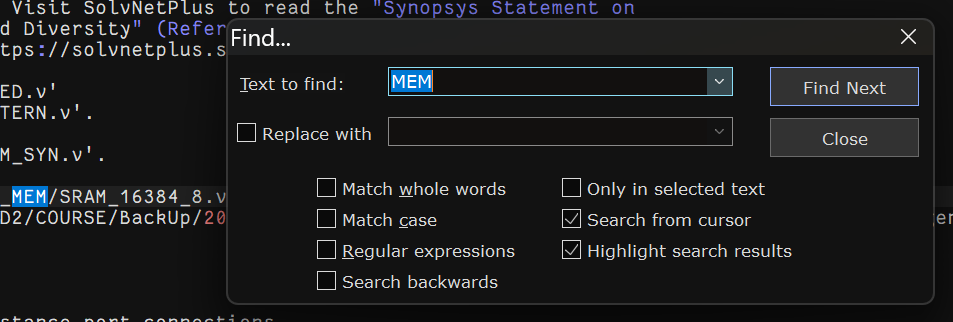 Visit SolvNetPlus to read the "Synopsys Statement on
d Diversity" (Refer
tps://solvnetplus.s
ED.v'
TERN.v'.
M_SYN.v'.
_MEM/SRAM_16384_8.v
D2/COURSE/BackUp/20
er
stance port connections
Find...
Text to find:
MEM
Find Next
Replace with
Close
Match whole words
Only in selected text
Match case
Search from cursor
Regular expressions
Highlight search results
Search backwards